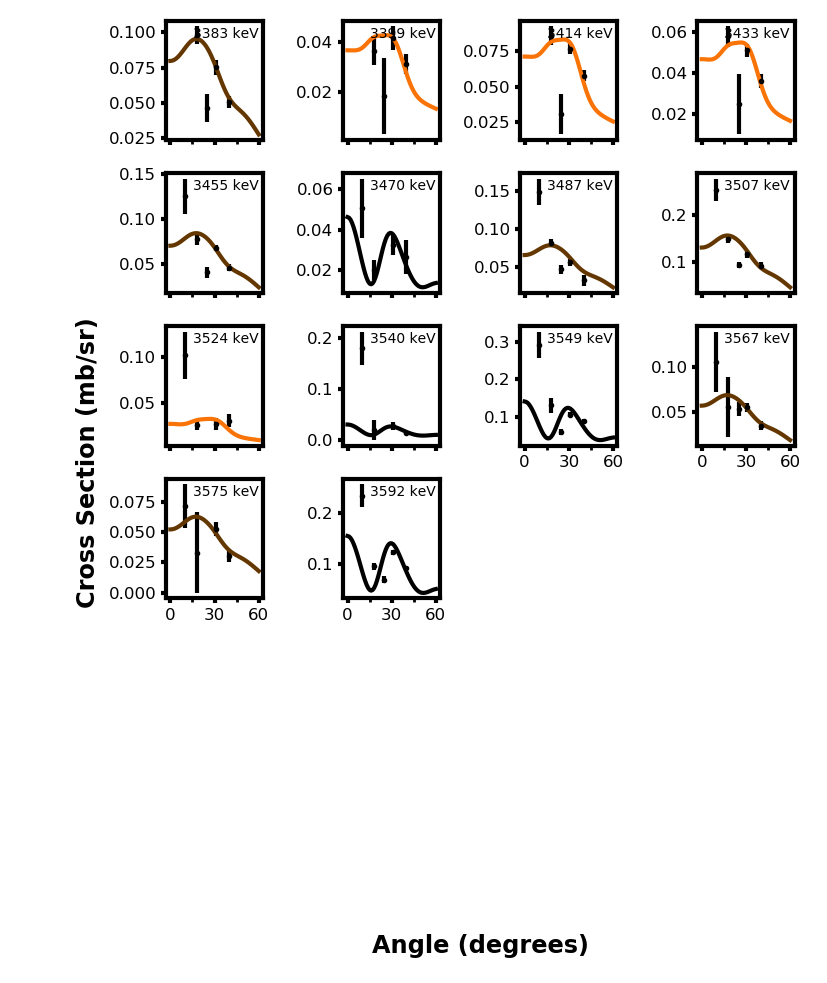 3383 keV
3399 keV
3414 keV
3433 keV
0.100
0.075
0.050
0.025
0.04
0.02
0.075
0.050
0.025
0.06
0.04
0.02
3455 keV
3470 keV
3487 keV
3507 keV
0.15
0.10
0.05
0.06
0.04
0.02
0.15
0.10
0.05
0.2
0.1
3524 keV
3540 keV
3549 keV
3567 keV
0.10
0.05
0.2
0.1
0.0
0.3
0.2
0.1
0.10
0.05
0 30 60
0 30 60
3575 keV
3592 keV
0.075
0.050
0.025
0.000
0.2
0.1
0 30 60
0 30 60
Cross Section (mb/sr)
Angle (degrees)